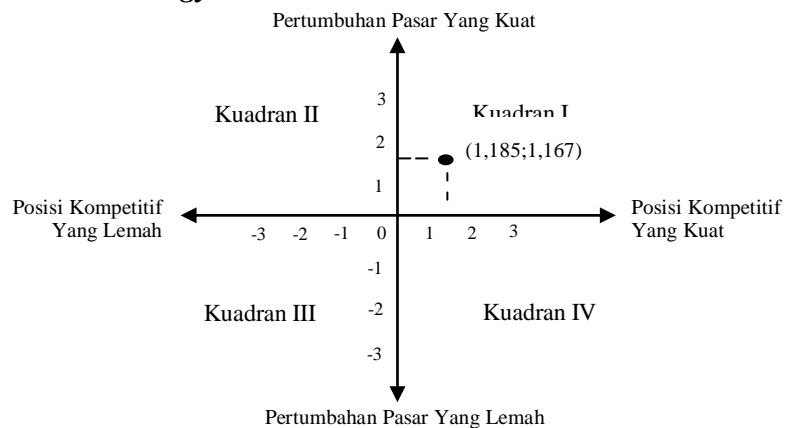 Pertumbuhan Pasar Yang Kuat
3
Kuadran II
Kuadran I
2
(1,185;1,167)
1
Posisi Kompetitif
Yang Lemah
Posisi Kompetitif
Yang Kuat
-3 -2 -1 0 1 2 3
-1
Kuadran III
-2
Kuadran IV
-3
Pertumbahan Pasar Yang Lemah